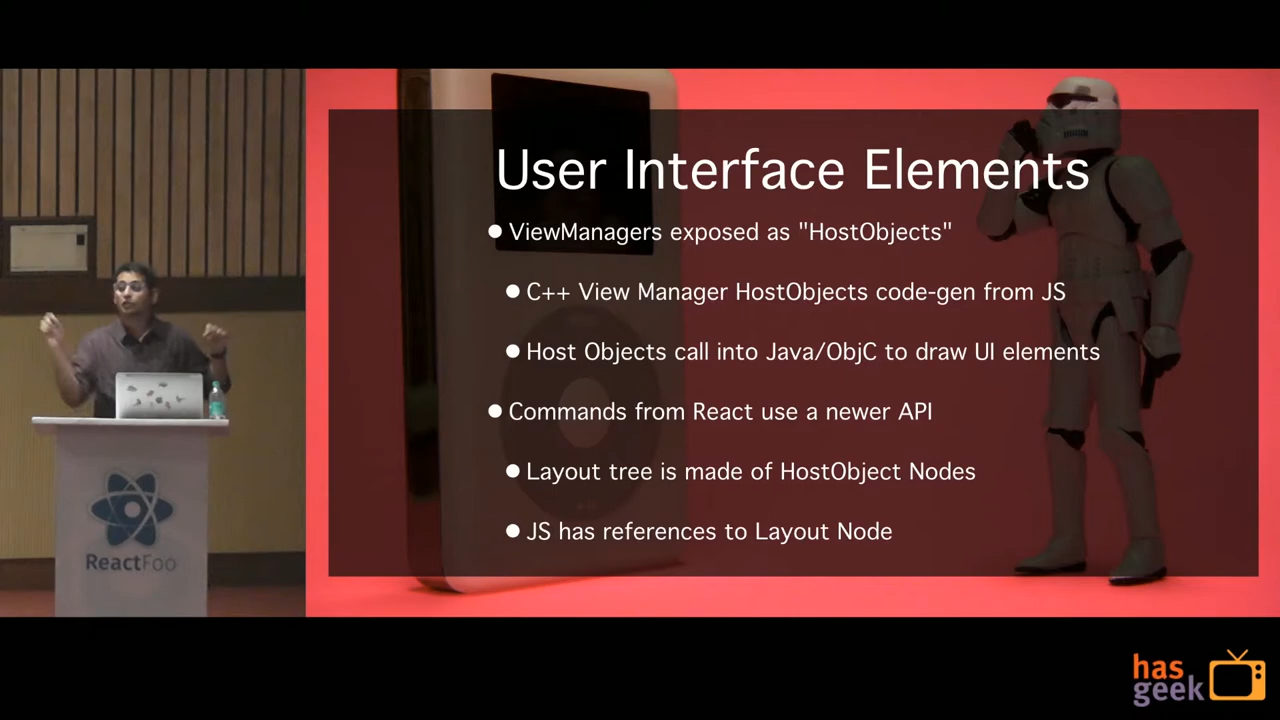 User Interface Elements
● ViewManagers exposed as "HostObjects"
● C++ View Manager HostObjects code-gen from JS
● Host Objects call into Java/ObjC to draw UI elements
● Commands from React use a newer API
● Layout tree is made of HostObject Nodes
● JS has references to Layout Node
ReactFoo
has
geek